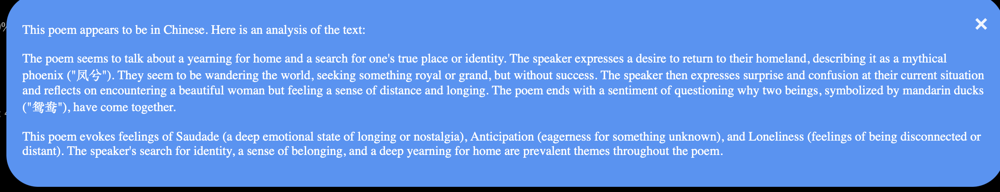 This poem appears to be in Chinese. Here is an analysis of the text:
The poem seems to talk about a yearning for home and a search for one's true place or identity. The speaker expresses a desire to return to their homeland, describing it as a mythical
phoenix ("凤兮"). They seem to be wandering the world, seeking something royal or grand, but without success. The speaker then expresses surprise and confusion at their current situation
and reflects on encountering a beautiful woman but feeling a sense of distance and longing. The poem ends with a sentiment of questioning why two beings, symbolized by mandarin ducks
("鸳鸯"), have come together.
This poem evokes feelings of Saudade (a deep emotional state of longing or nostalgia), Anticipation (eagerness for something unknown), and Loneliness (feelings of being disconnected or
distant). The speaker's search for identity, a sense of belonging, and a deep yearning for home are prevalent themes throughout the poem.